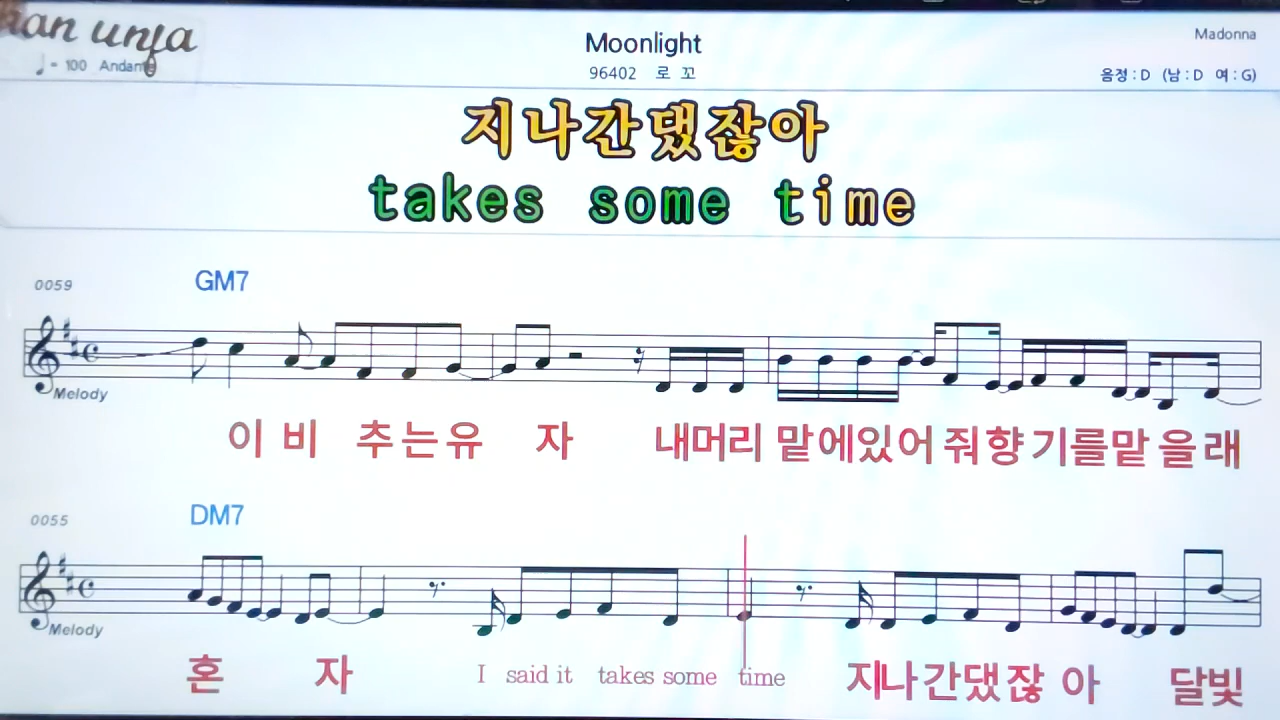 Moonlight
Madonna
♩= 100 Andante
96402 로꼬
음정 : D (남 : D 여 : G)
지나간댔잖아
takes some time
0059 GM7
Melody
이 비 추는유 자 내머리 맡에있어 줘향 기를맡 을래
0055 DM7
Melody
혼 자 I said it takes some time 지나간댔잖 아 달빛